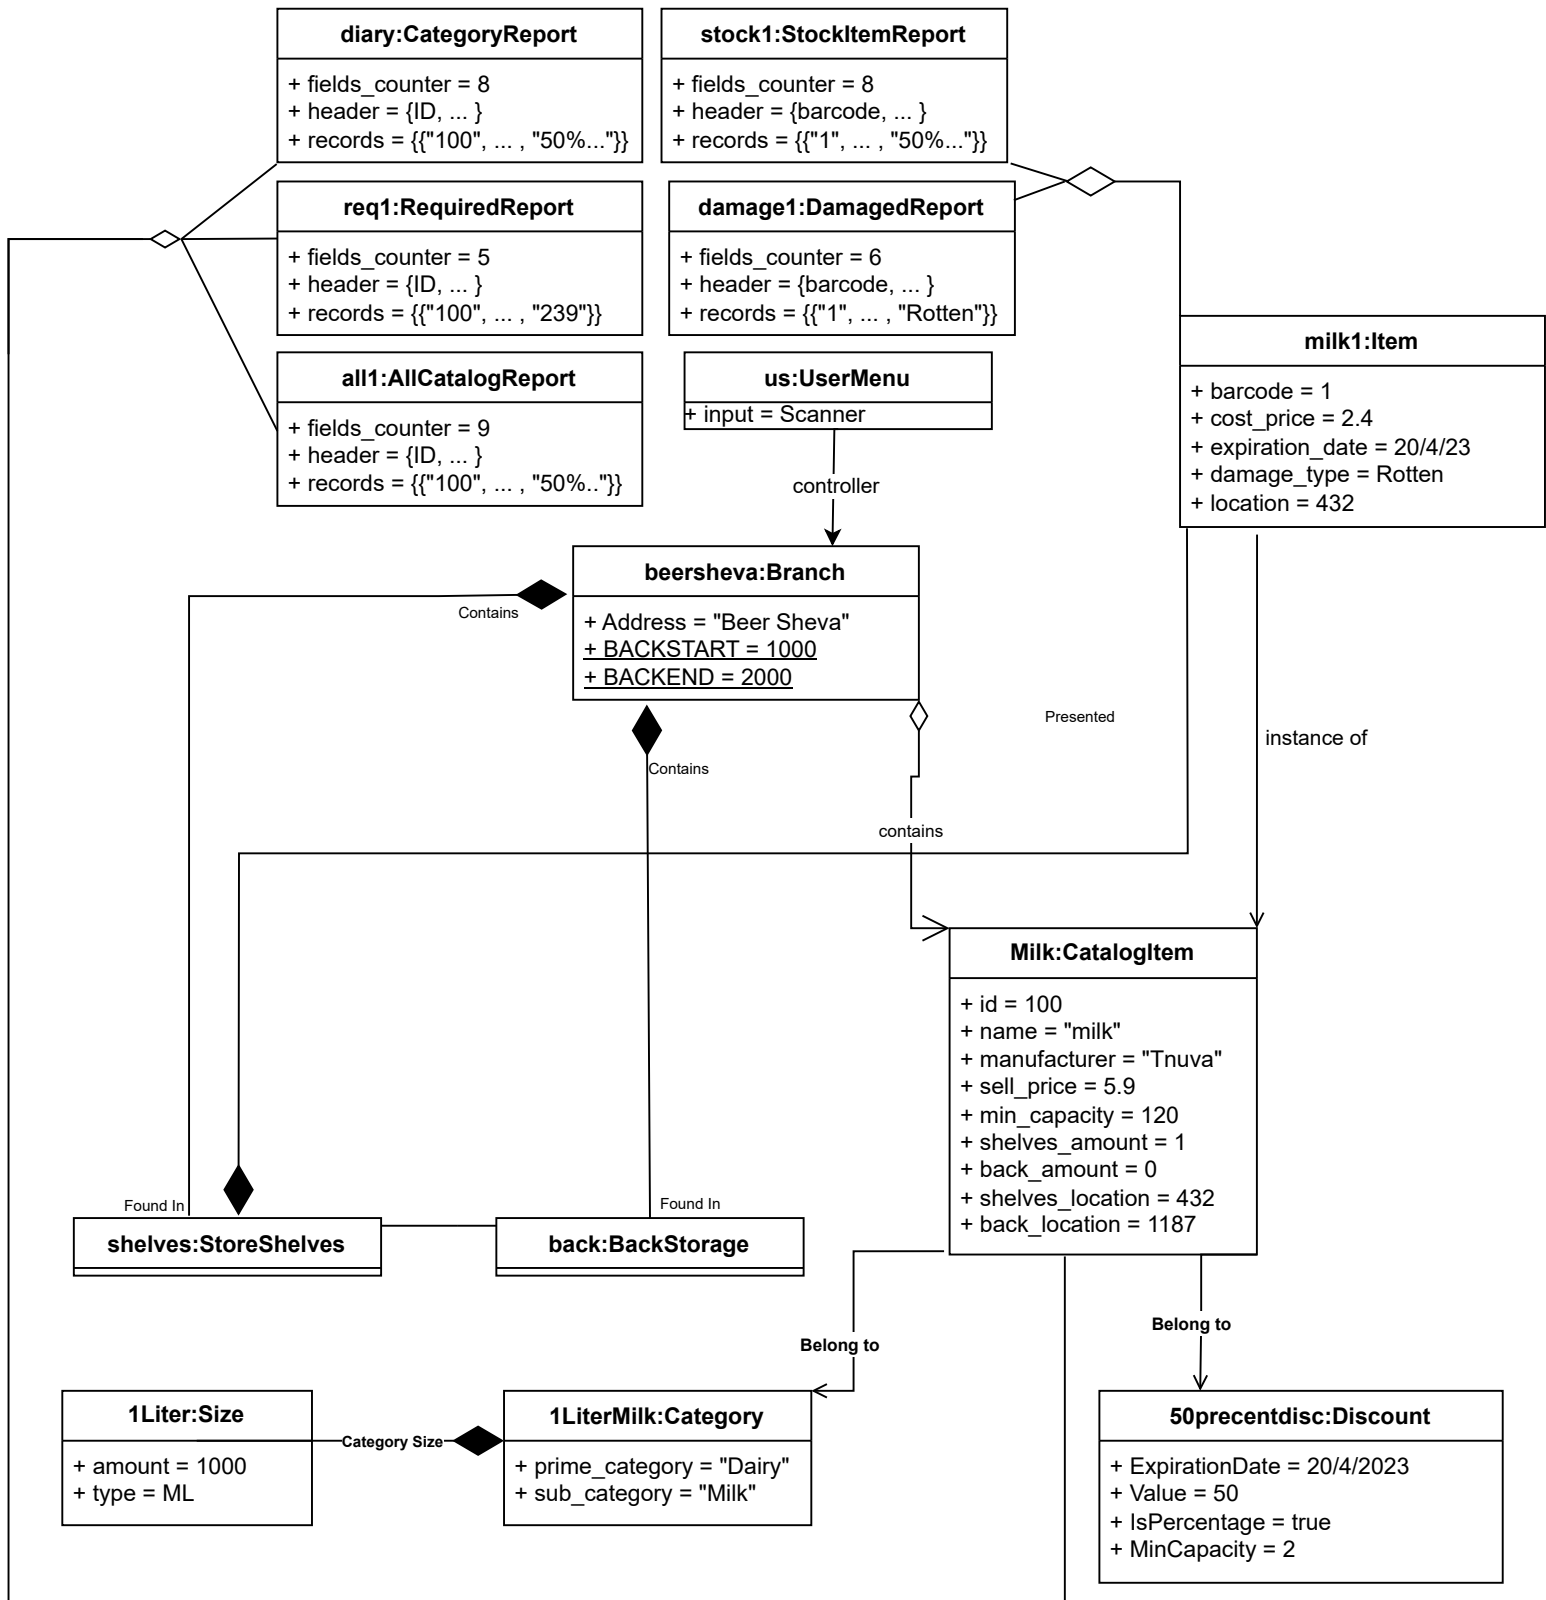 diary:CategoryReport
+ fields_counter = 8
+ header = {ID, ... }
+ records = {{"100", ... , "50%..."}}
stock1:StockItemReport
+ fields_counter = 8
+ header = {barcode, ... }
+ records = {{"1", ... , "50%..."}}
req1:RequiredReport
+ fields_counter = 5
+ header = {ID, ... }
+ records = {{"100", ... , "239"}}
damage1:DamagedReport
+ fields_counter = 6
+ header = {barcode, ... }
+ records = {{"1", ... , "Rotten"}}
milk1:Item
+ barcode = 1
+ cost_price = 2.4
+ expiration_date = 20/4/23
+ damage_type = Rotten
+ location = 432
all1:AllCatalogReport
+ fields_counter = 9
+ header = {ID, ... }
+ records = {{"100", ... , "50%.."}}
us:UserMenu
+ input = Scanner
controller
beersheva:Branch
+ Address = "Beer Sheva"
+ BACKSTART = 1000
+ BACKEND = 2000
Contains
Contains
Presented
instance of
contains
Milk:CatalogItem
+ id = 100
+ name = "milk"
+ manufacturer = "Tnuva"
+ sell_price = 5.9
+ min_capacity = 120
+ shelves_amount = 1
+ back_amount = 0
+ shelves_location = 432
+ back_location = 1187
Found In
Found In
shelves:StoreShelves
back:BackStorage
Belong to
Belong to
1Liter:Size
+ amount = 1000
+ type = ML
Category Size
1LiterMilk:Category
+ prime_category = "Dairy"
+ sub_category = "Milk"
50precentdisc:Discount
+ ExpirationDate = 20/4/2023
+ Value = 50
+ IsPercentage = true
+ MinCapacity = 2